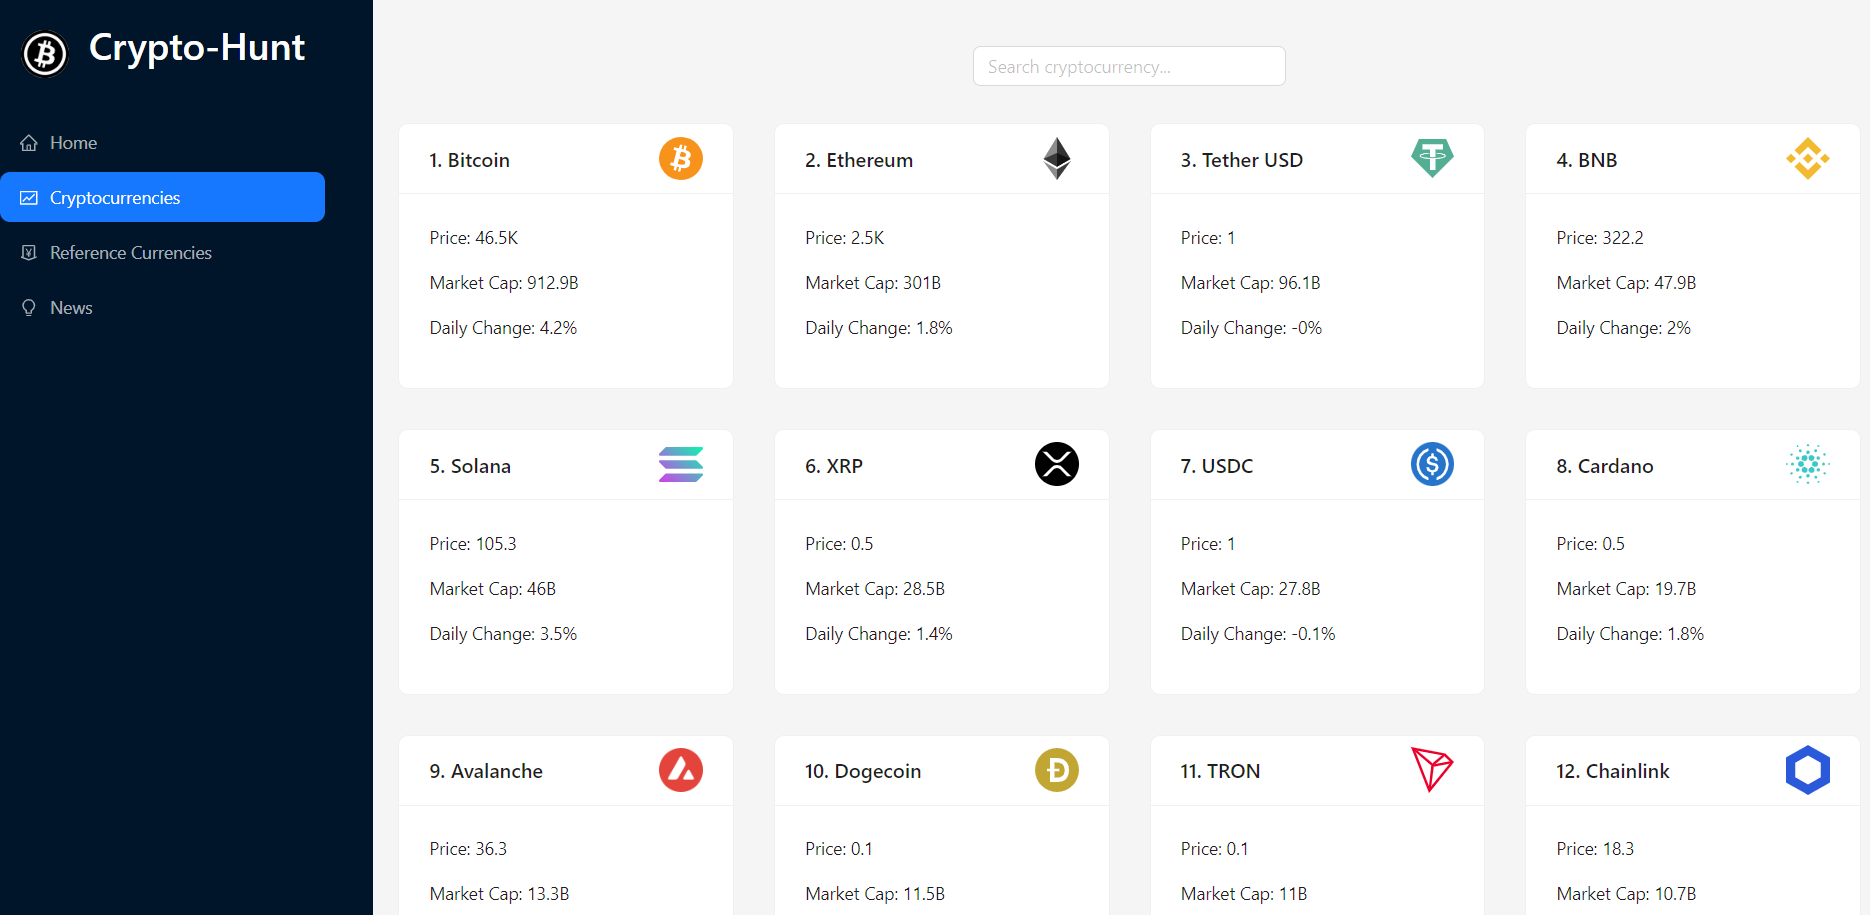 Crypto-Hunt
Home
Cryptocurrencies
Reference Currencies
News
Search cryptocurrency...
1. Bitcoin
Price: 46.5K
Market Cap: 912.9B
Daily Change: 4.2%
2. Ethereum
Price: 2.5K
Market Cap: 301B
Daily Change: 1.8%
3. Tether USD
Price: 1
Market Cap: 96.1B
Daily Change: -0%
4. BNB
Price: 322.2
Market Cap: 47.9B
Daily Change: 2%
5. Solana
Price: 105.3
Market Cap: 46B
Daily Change: 3.5%
6. XRP
Price: 0.5
Market Cap: 28.5B
Daily Change: 1.4%
7. USDC
Price: 1
Market Cap: 27.8B
Daily Change: -0.1%
8. Cardano
Price: 0.5
Market Cap: 19.7B
Daily Change: 1.8%
9. Avalanche
Price: 36.3
Market Cap: 13.3B
10. Dogecoin
Price: 0.1
Market Cap: 11.5B
11. TRON
Price: 0.1
Market Cap: 11B
12. Chainlink
Price: 18.3
Market Cap: 10.7B